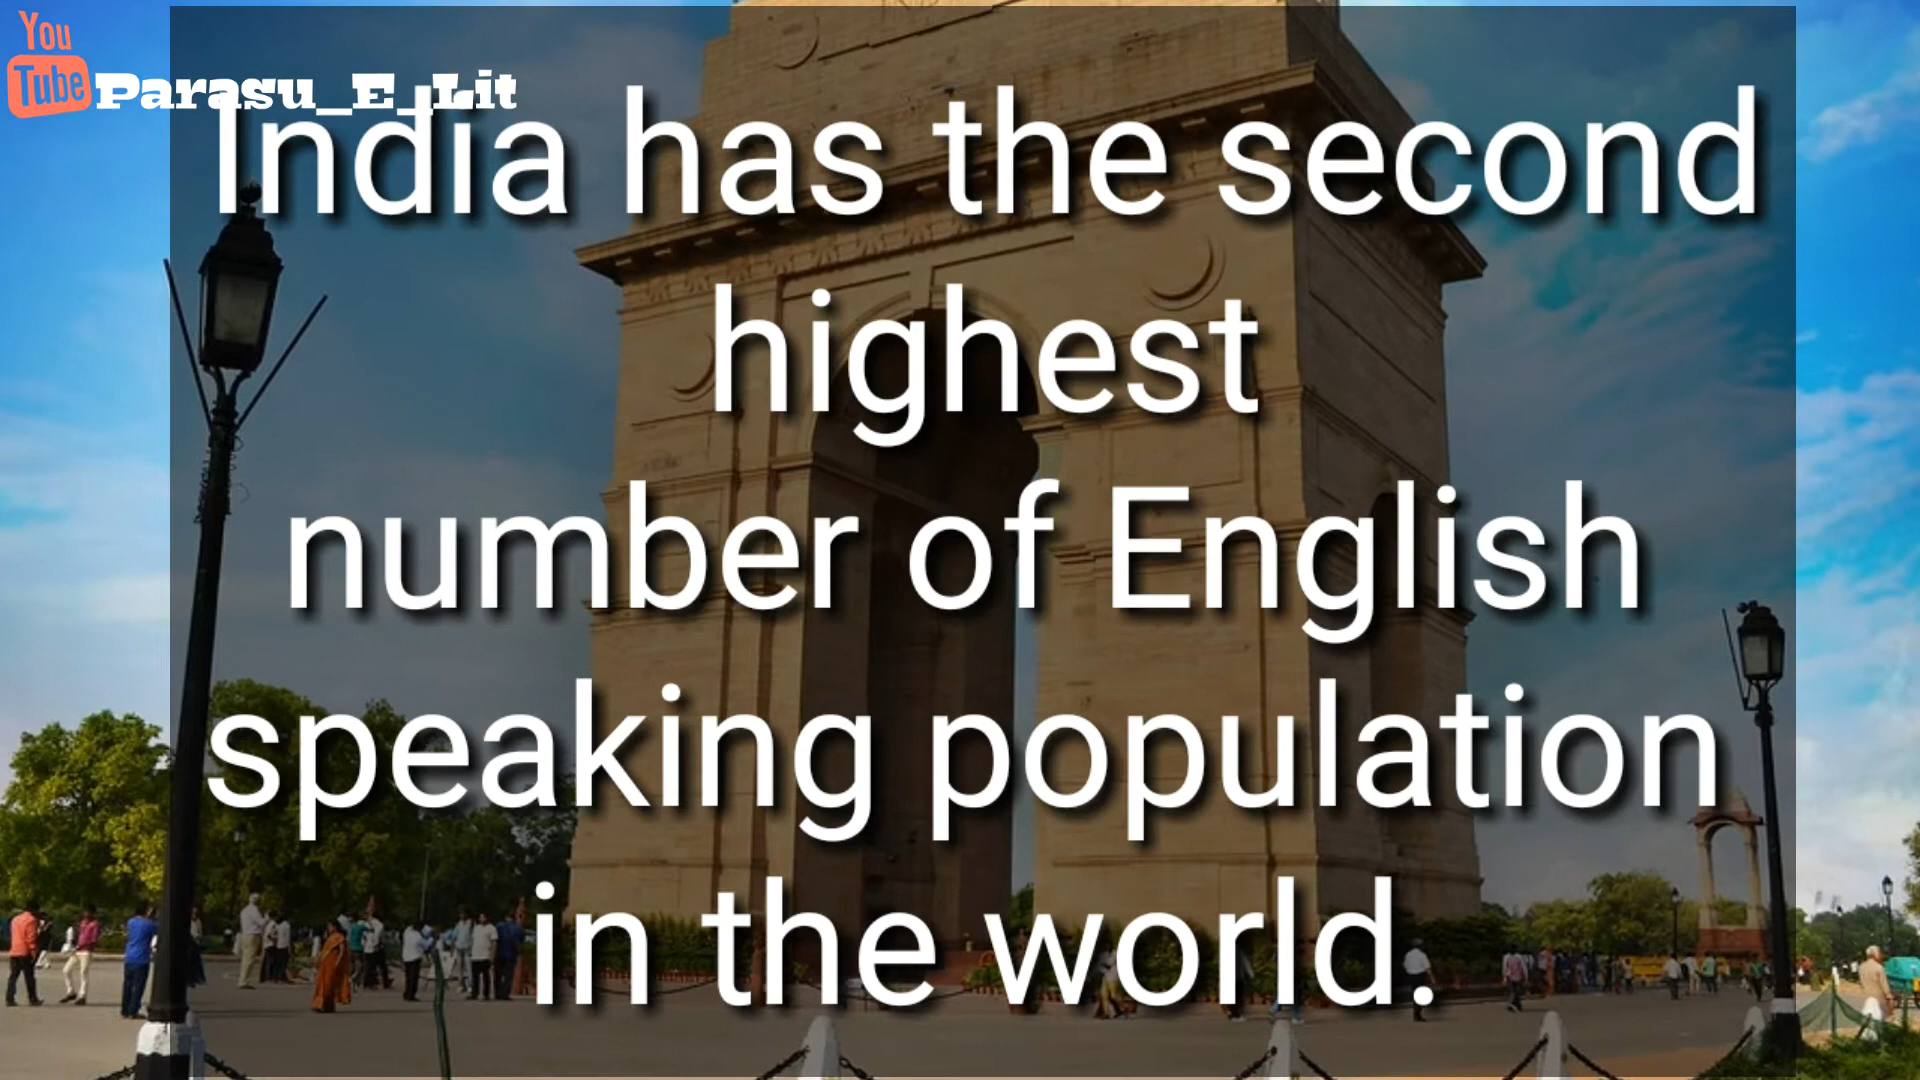 You
Tube Parasu_E_Lit
India has the second
highest
number of English
speaking population
in the world.